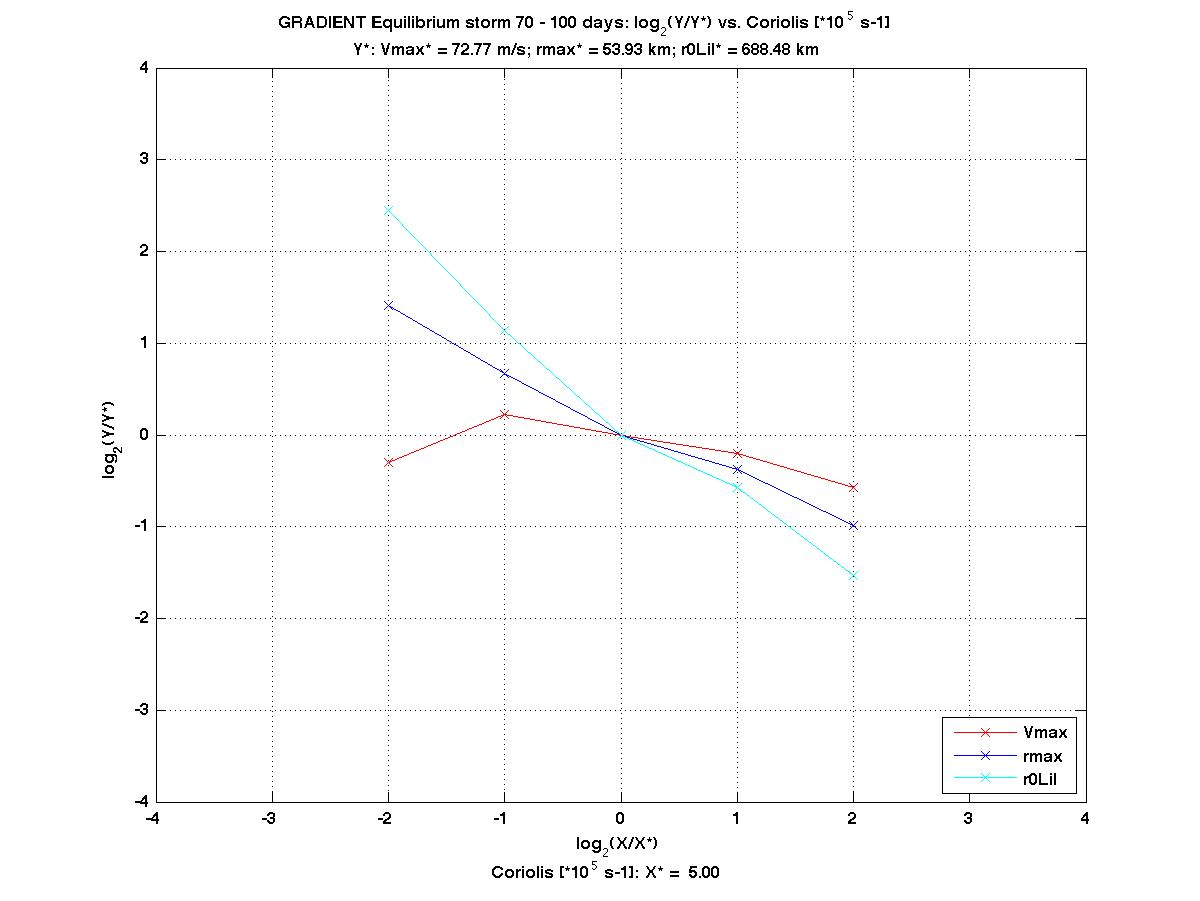 GRADIENT Equilibrium storm 70 - 100 days: log2(Y/Y*) vs. Coriolis [*10^5 s-1]
Y*: Vmax* = 72.77 m/s; rmax* = 53.93 km; r0Lil* = 688.48 km
4
3
2
1
0
-1
-2
-3
-4
log2(Y/Y*)
Vmax
rmax
r0Lil
-4 -3 -2 -1 0 1 2 3 4
log2(X/X*)
Coriolis [*10^5 s-1]: X* = 5.00